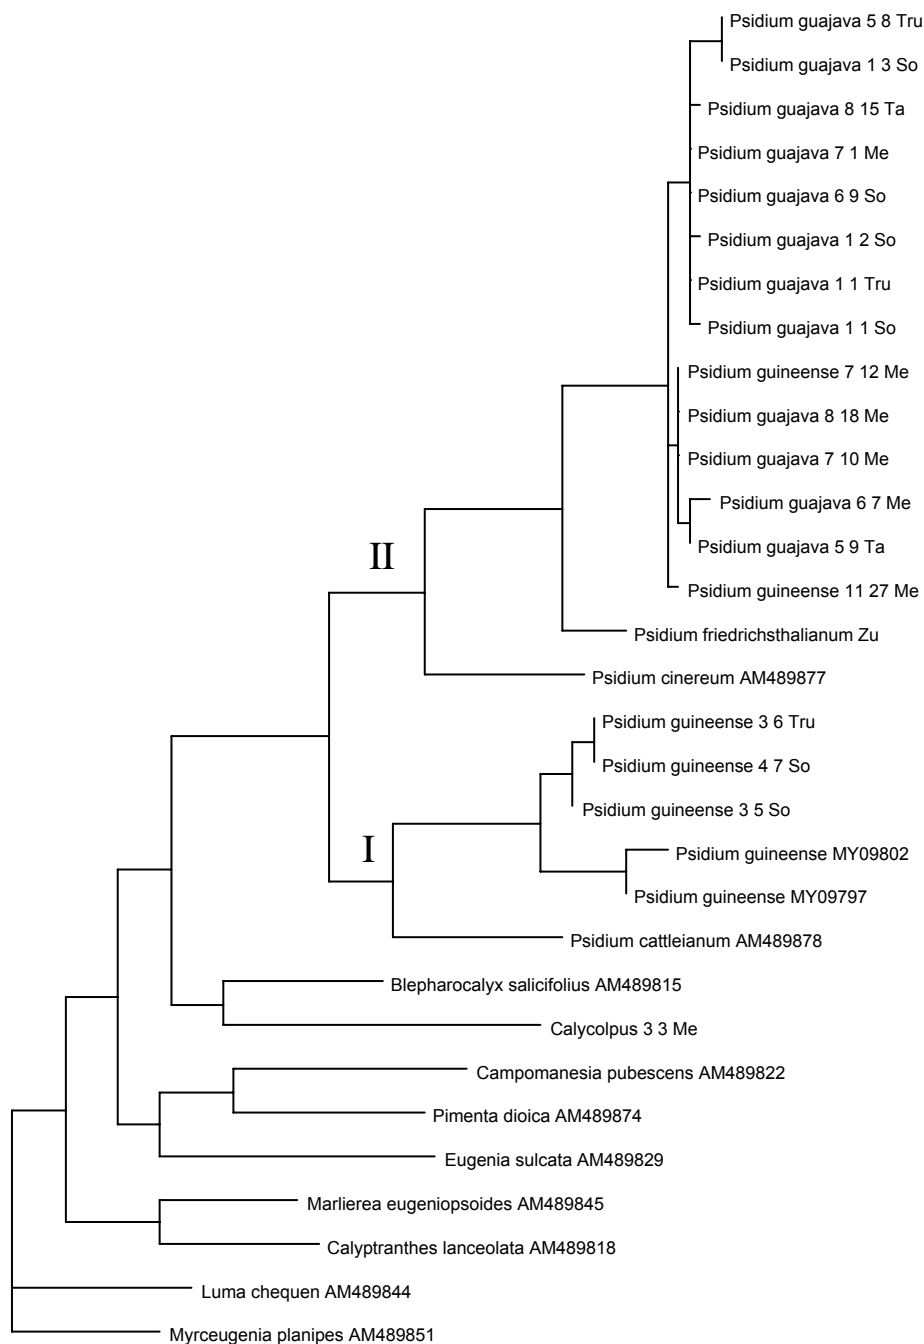 Psidium guajava 5 8 Tru
Psidium guajava 1 3 So
Psidium guajava 8 15 Ta
Psidium guajava 7 1 Me
Psidium guajava 6 9 So
Psidium guajava 1 2 So
Psidium guajava 1 1 Tru
Psidium guajava 1 1 So
Psidium guineense 7 12 Me
Psidium guajava 8 18 Me
Psidium guajava 7 10 Me
Psidium guajava 6 7 Me
Psidium guajava 5 9 Ta
II
Psidium guineense 11 27 Me
Psidium friedrichsthalianum Zu
Psidium cinereum AM489877
Psidium guineense 3 6 Tru
Psidium guineense 4 7 So
Psidium guineense 3 5 So
I
Psidium guineense MY09802
Psidium guineense MY09797
Psidium cattleianum AM489878
Blepharocalyx salicifolius AM489815
Calycolpus 3 3 Me
Campomanesia pubescens AM489822
Pimenta dioica AM489874
Eugenia sulcata AM489829
Marlierea eugeniopsoides AM489845
Calyptranthes lanceolata AM489818
Luma chequen AM489844
Myrceugenia planipes AM489851